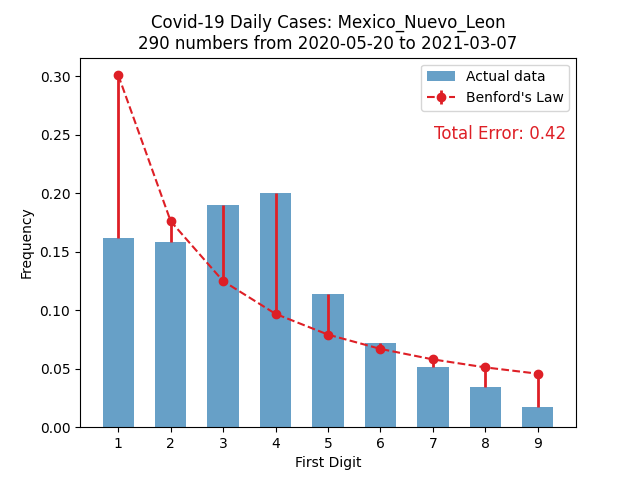 Covid-19 Daily Cases: Mexico_Nuevo_Leon
290 numbers from 2020-05-20 to 2021-03-07
Actual data
Benford's Law
Total Error: 0.42
Frequency
0.30
0.25
0.20
0.15
0.10
0.05
0.00
1 2 3 4 5 6 7 8 9
First Digit